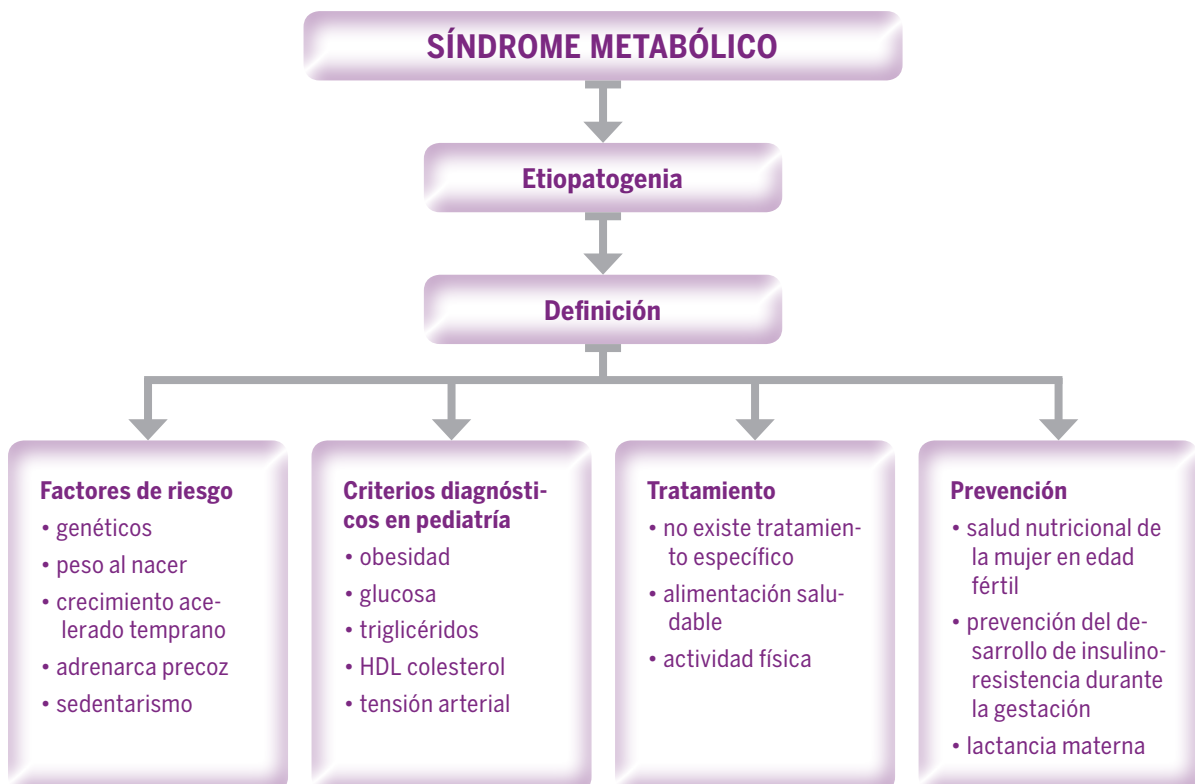 SÍNDROME METABÓLICO
Etiopatogenia
Definición
Factores de riesgo
• genéticos
• peso al nacer
• crecimiento ace-
lerado temprano
• adrenarca precoz
• sedentarismo
Criterios diagnósti-
cos en pediatría
• obesidad
• glucosa
• triglicéridos
• HDL colesterol
• tensión arterial
Tratamiento
• no existe tratamien-
to específico
• alimentación salu-
dable
• actividad física
Prevención
• salud nutricional de
la mujer en edad
fértil
• prevención del de-
sarrollo de insulino-
resistencia durante
la gestación
• lactancia materna